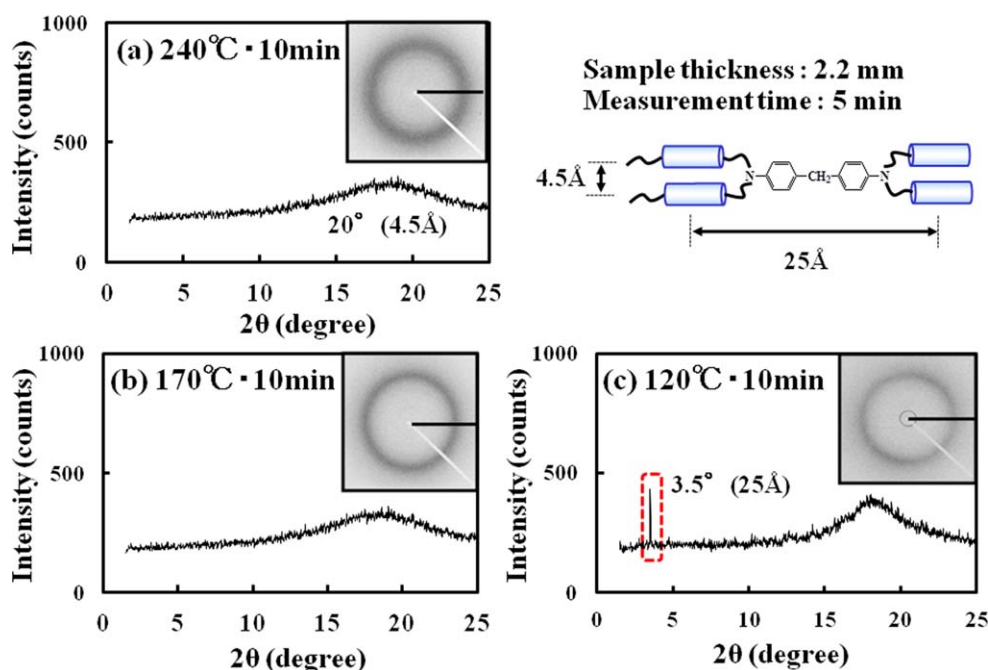 (a) 240℃・10min
Intensity (counts)
1000
500
0
20° (4.5Å)
0 5 10 15 20 25
2θ (degree)
Sample thickness : 2.2 mm
Measurement time : 5 min
4.5Å
N
CH2
N
25Å
(b) 170℃・10min
Intensity (counts)
1000
500
0
0 5 10 15 20 25
2θ (degree)
(c) 120℃・10min
Intensity (counts)
1000
500
0
3.5° (25Å)
0 5 10 15 20 25
2θ (degree)